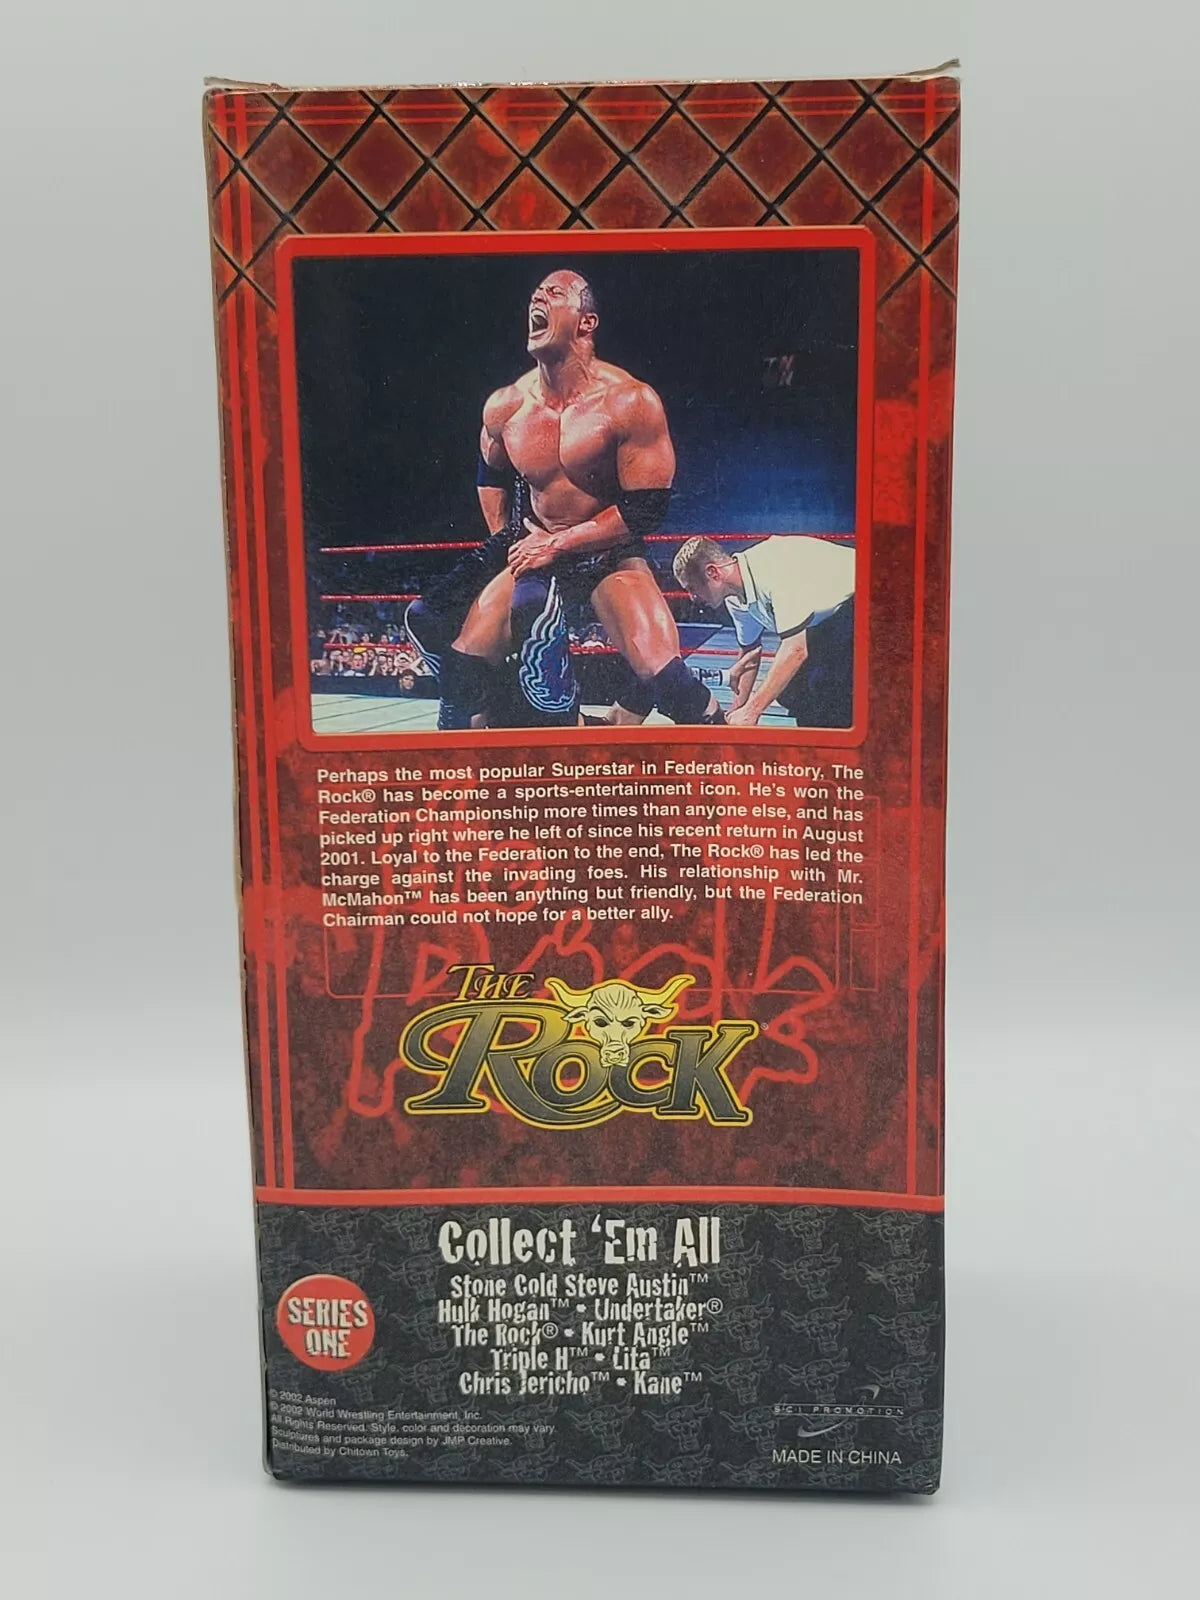 Perhaps the most popular Superstar in Federation history, The
Rock® has become a sports-entertainment icon. He's won the
Federation Championship more times than anyone else, and has
picked up right where he left of since his recent return in August
2001. Loyal to the Federation to the end, The Rock® has led the
charge against the invading foes. His relationship with Mr.
McMahon™ has been anything but friendly, but the Federation
Chairman could not hope for a better ally.
THE
ROCK®
Collect 'Em All
Stone Cold Steve Austin™
Hulk Hogan™ • Undertaker®
The Rock® • Kurt Angle™
Triple H™ • Lita™
Chris Jericho™ • Kane™
SERIES
ONE
© 2002 Aspen
© 2002 World Wrestling Entertainment, Inc.
All Rights Reserved. Style, color and decoration may vary.
Sculptures and package design by JMP Creative.
Distributed by Chitown Toys.
SCI PROMOTION
MADE IN CHINA